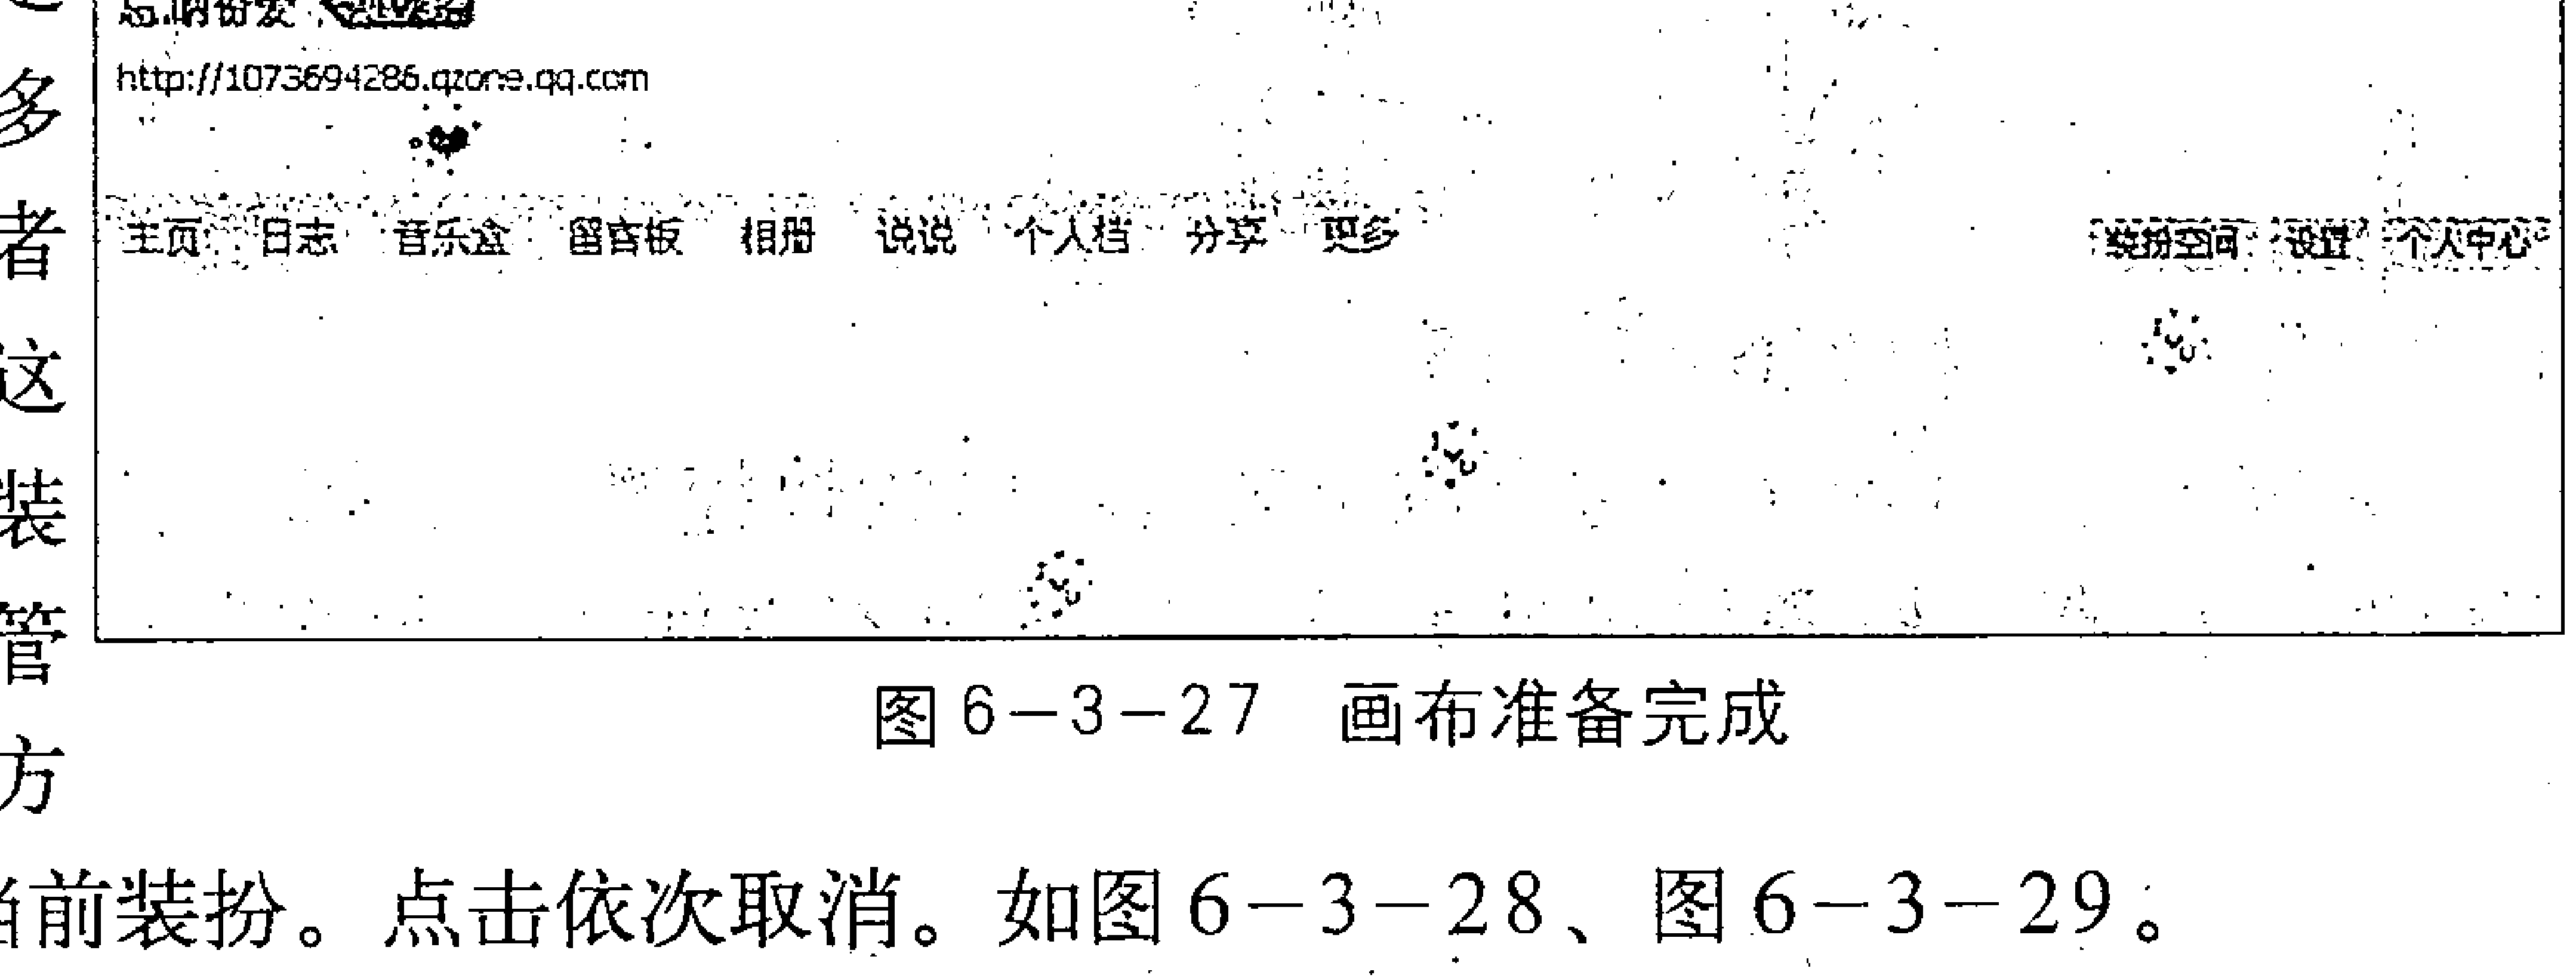 http://1073694286.qzone.qq.com
主页 日志 音乐盒 留言板 相册 说说 个人档 分享 更多 装扮空间 设置 个人中心
多
者
这
装
管
方
图6-3-27 画布准备完成
当前装扮。点击依次取消。如图6-3-28、图6-3-29。